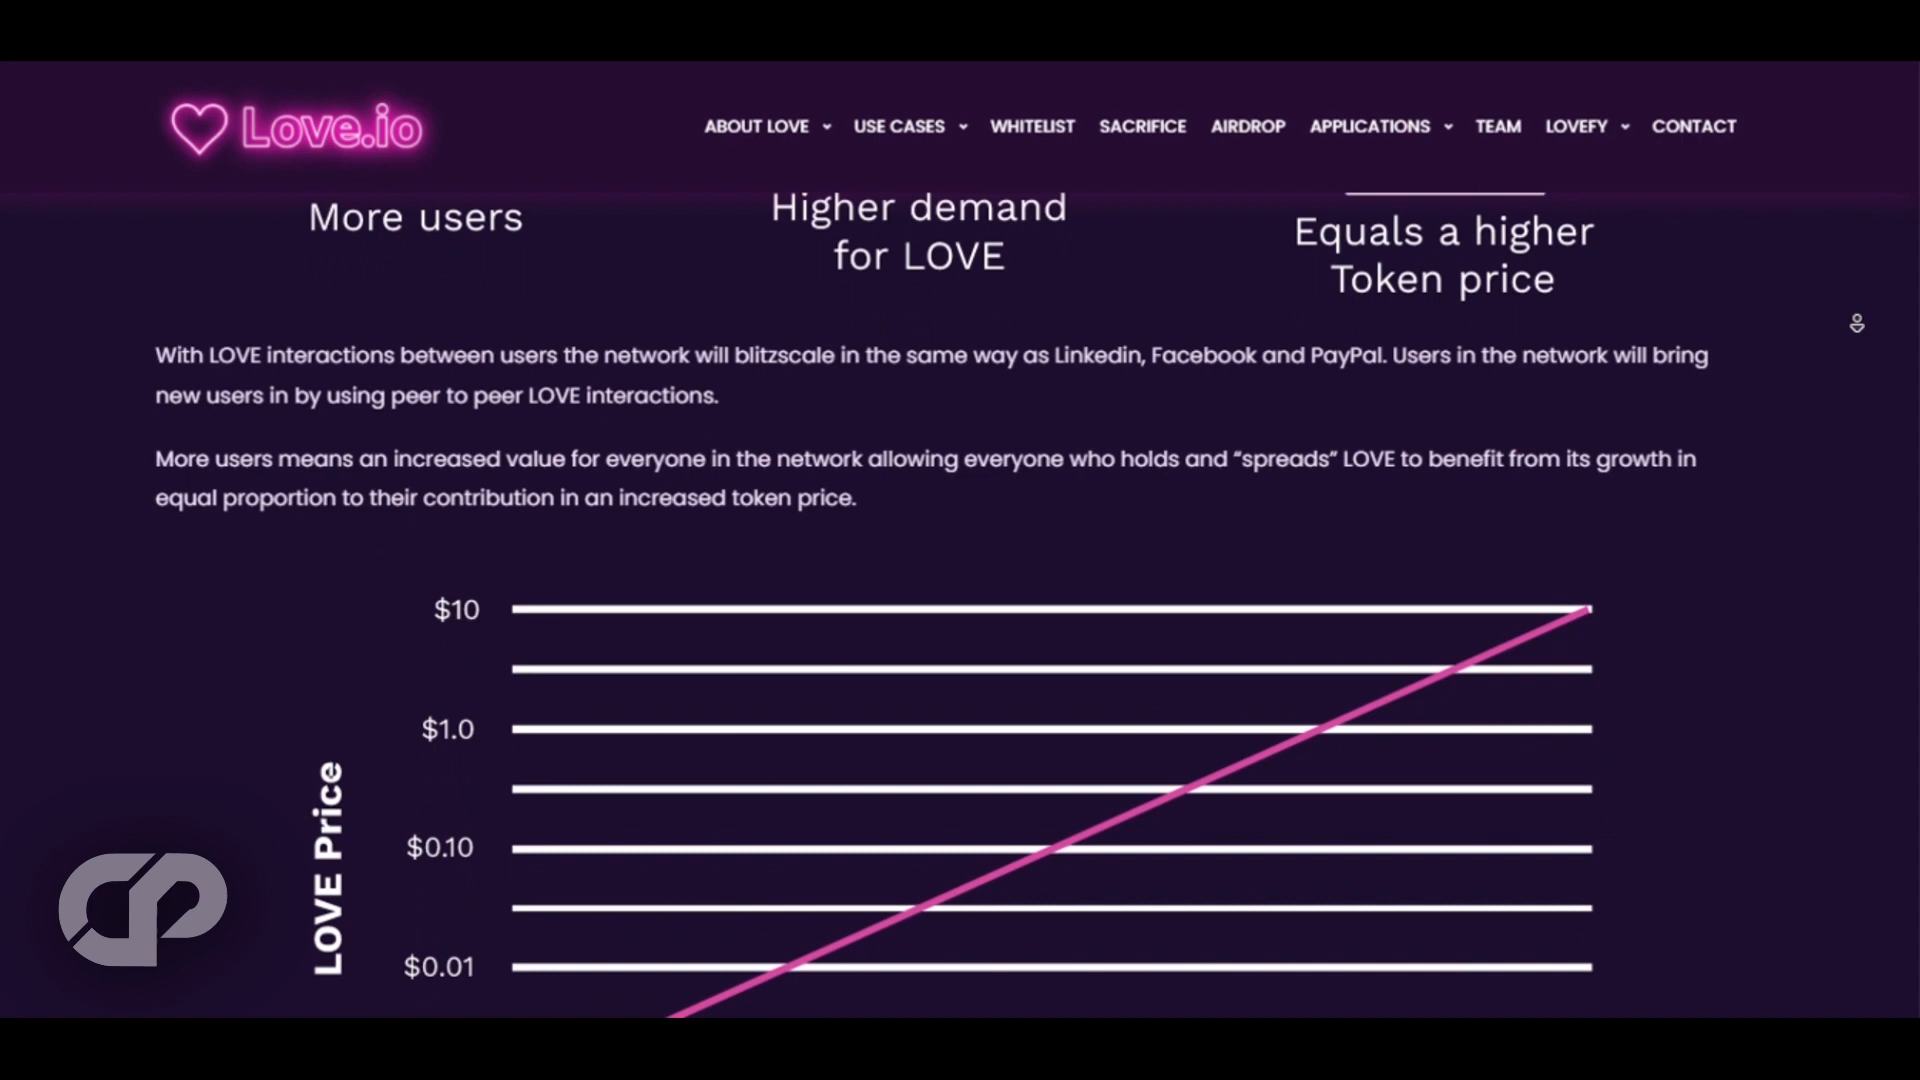 Love.io
ABOUT LOVE USE CASES WHITELIST SACRIFICE AIRDROP APPLICATIONS TEAM LOVEFY CONTACT
More users
Higher demand
for LOVE
Equals a higher
Token price
With LOVE interactions between users the network will blitzscale in the same way as Linkedin, Facebook and PayPal. Users in the network will bring
new users in by using peer to peer LOVE interactions.
More users means an increased value for everyone in the network allowing everyone who holds and “spreads” LOVE to benefit from its growth in
equal proportion to their contribution in an increased token price.
$10
$1.0
$0.10
$0.01
LOVE Price
CP